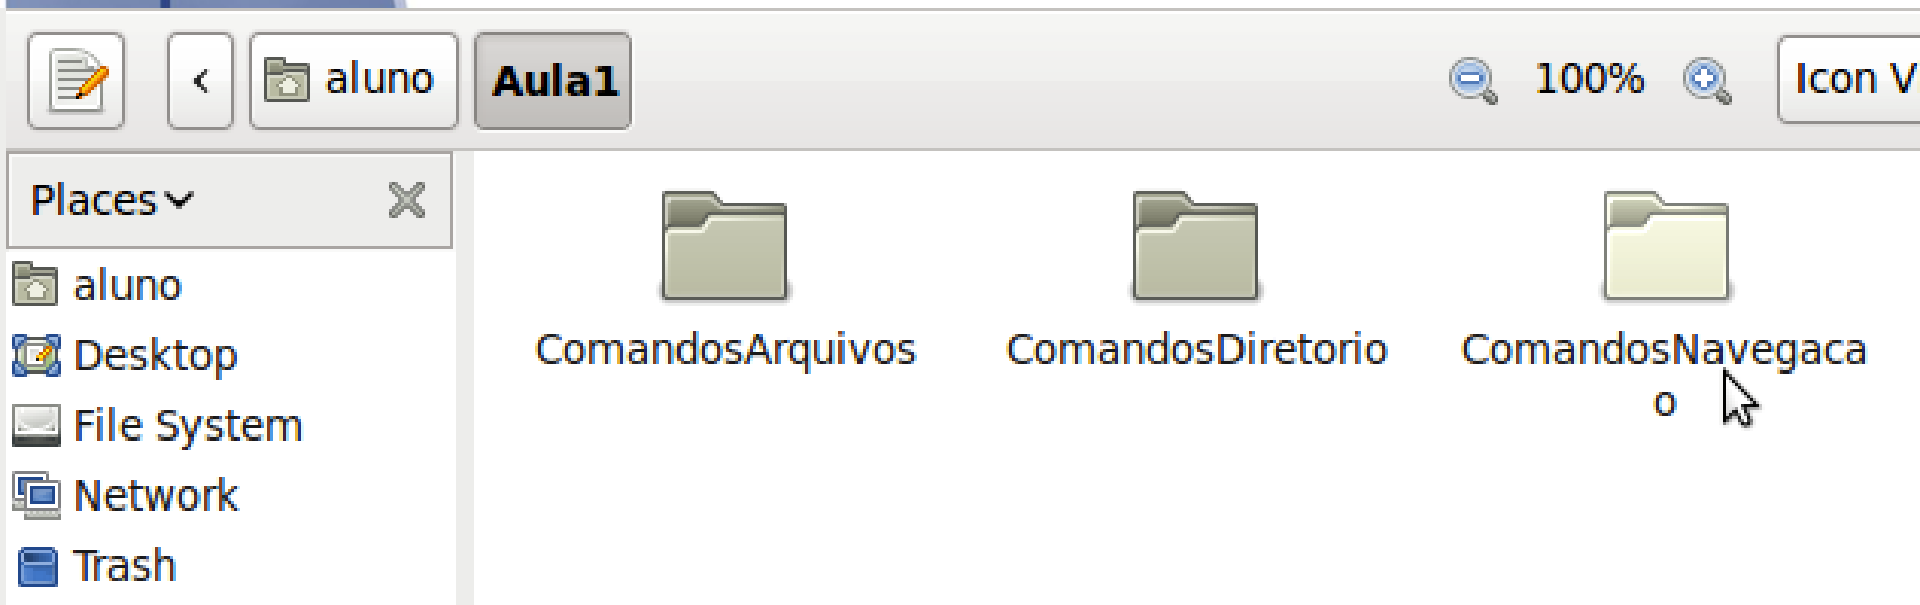 aluno
Aula1
100%
Icon V
Places
aluno
Desktop
File System
Network
Trash
ComandosArquivos
ComandosDiretorio
ComandosNavegaca
o